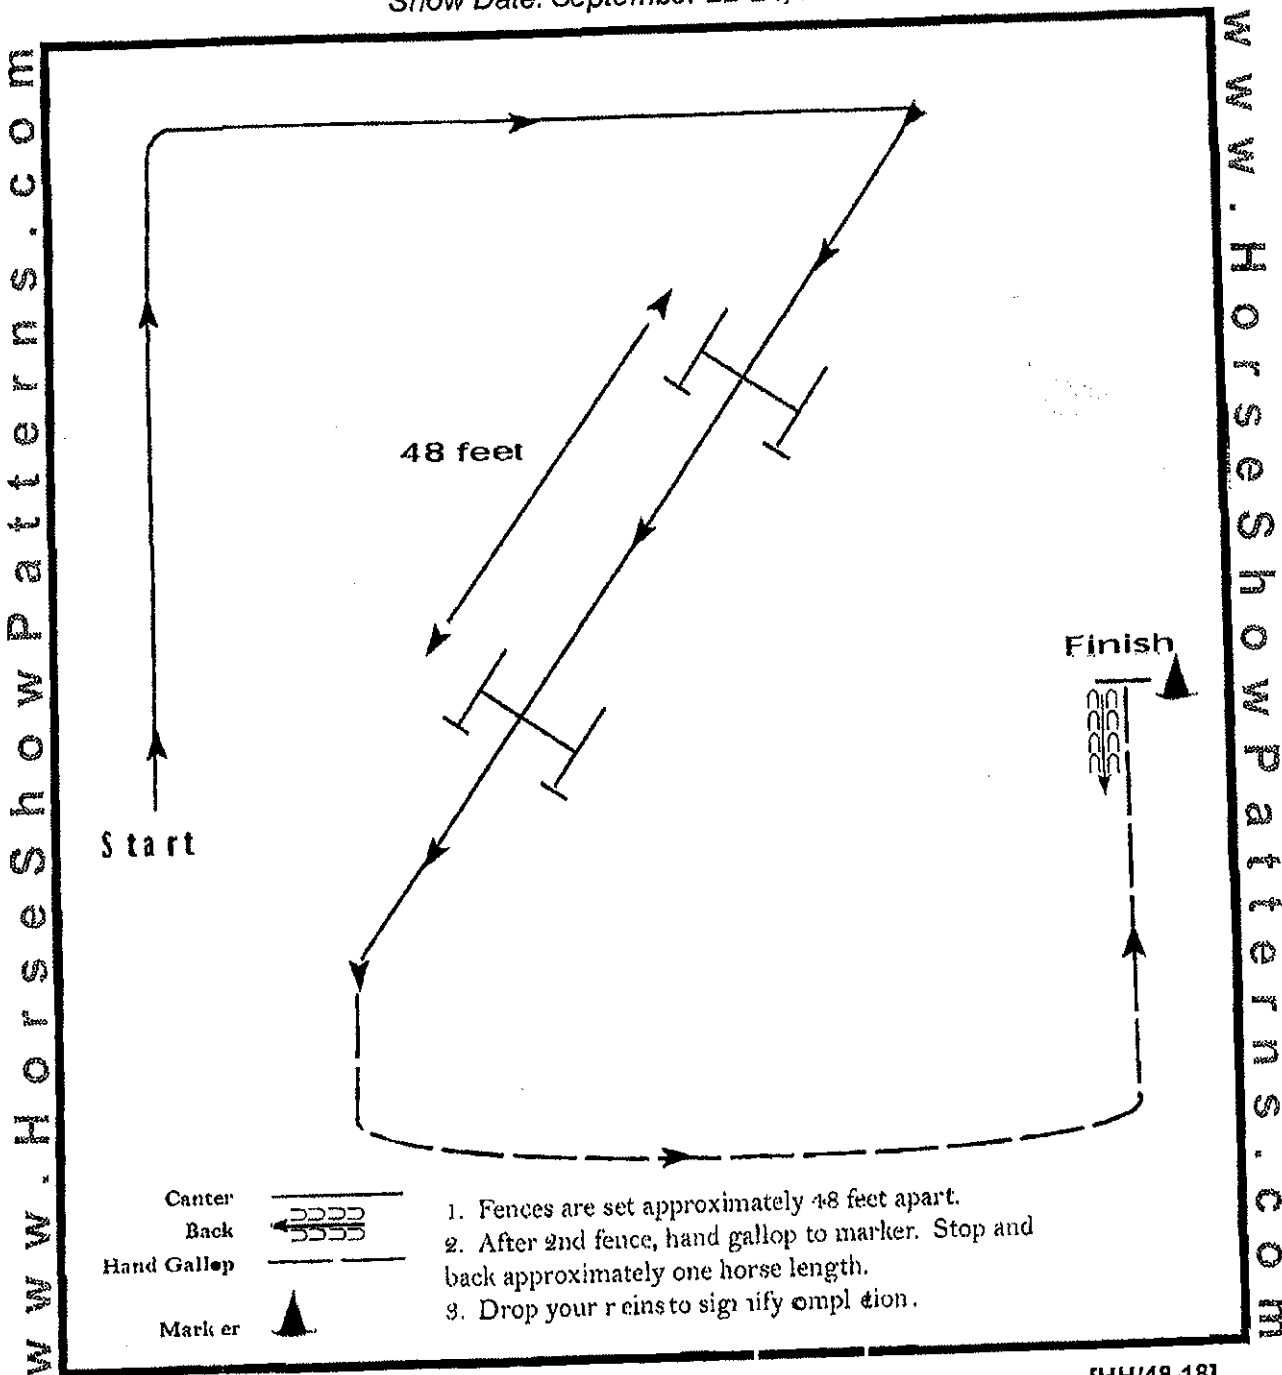 Show Date: September
www.HorseShowPatterns.com
www.HorseShowPatterns.com
48 feet
Finish
Start
Canter
Back
Hand Gallop
Marker
1. Fences are set approximately 48 feet apart.
2. After 2nd fence, hand gallop to marker. Stop and
back approximately one horse length.
3. Drop your reins to signify ompl tion.